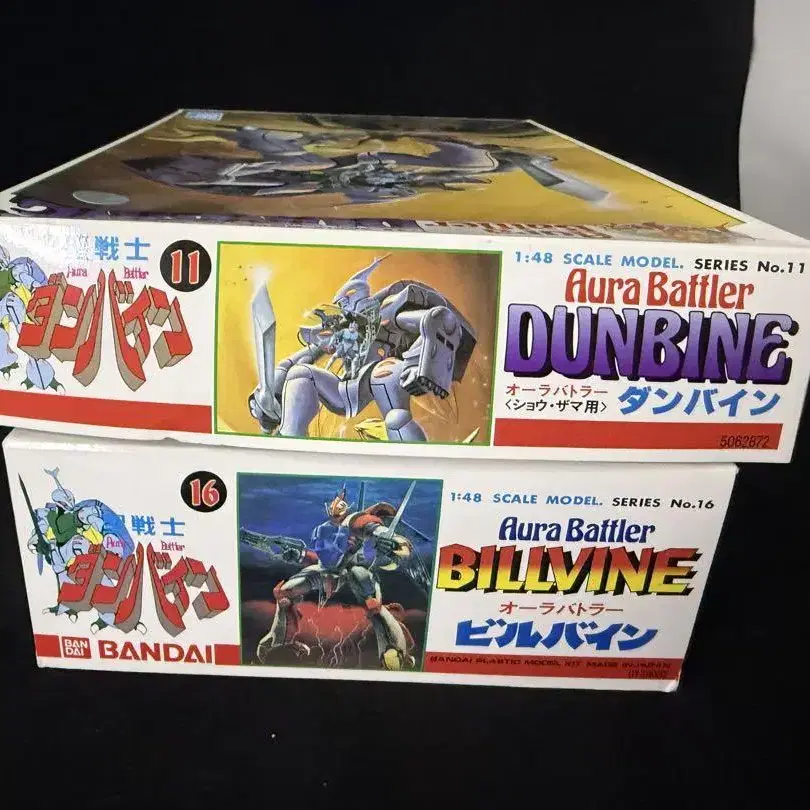 戦士
11
Aura Battler
ダンバイン
1:48 SCALE MODEL. SERIES No.11
Aura Battler
DUNBINE
オーラバトラー
〈ショウ・ザマ用〉 ダンバイン
5062872
戦士
16
Aura Battler
ダンバイン
BAN
DAI
BANDAI
1:48 SCALE MODEL. SERIES No.16
Aura Battler
BILLVINE
オーラバトラー
ビルバイン
BANDAI PLASTIC MODEL KIT MADE IN JAPAN